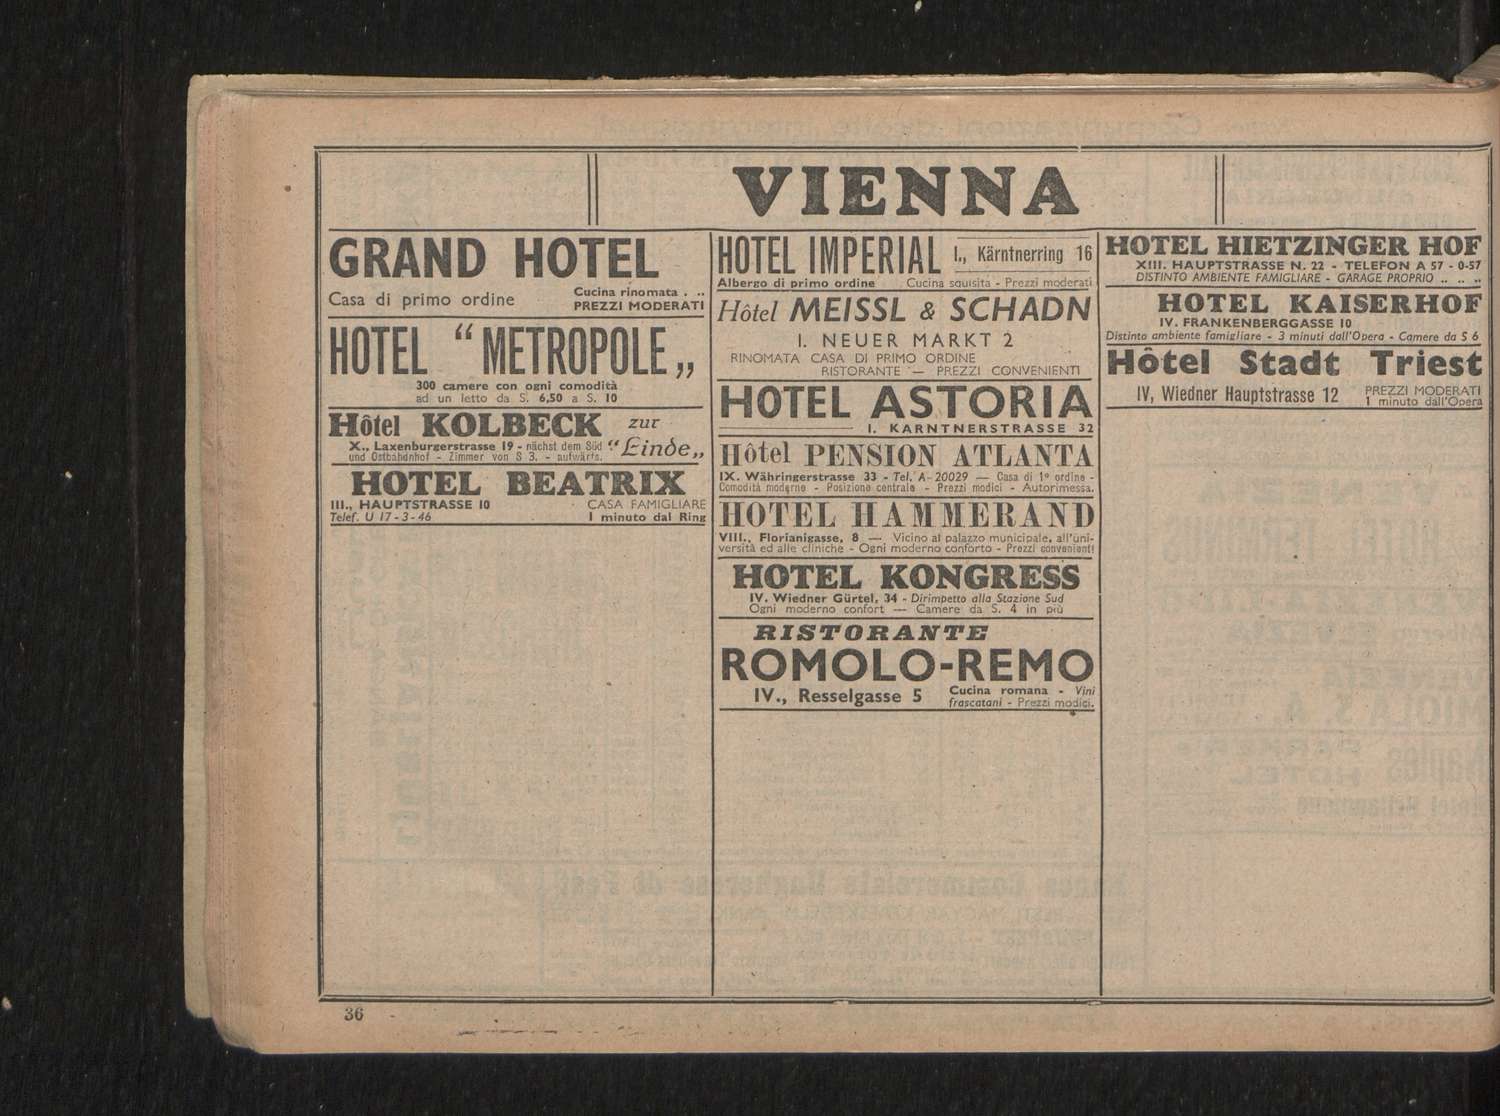 VIENNA
GRAND HOTEL
Casa di primo ordine
Cucina rinomata . ..
PREZZI MODERATI
HOTEL “METROPOLE„
300 camere con ogni comodità
ad un letto da S. 6,50 a S. 10
Hôtel KOLBECK zur
X., Laxenburgerstrasse 19 - nächst dem Süd “Linde„
und Ostbahnhof - Zimmer von S 3. - aufwärts.
HOTEL BEATRIX
III., HAUPTSTRASSE 10
Telef. U 17-3-46
CASA FAMIGLIARE
1 minuto dal Ring
HOTEL IMPERIAL I., Kärntnerring 16
Albergo di primo ordine . Cucina squisita - Prezzi moderati
Hôtel MEISSL & SCHADN
I. NEUER MARKT 2
RINOMATA CASA DI PRIMO ORDINE
RISTORANTE — PREZZI CONVENIENTI
HOTEL ASTORIA
I. KARNTNERSTRASSE 32
Hôtel PENSION ATLANTA
IX. Währingerstrasse 33 - Tel. A-20029 — Casa di 1º ordine -
Comodità moderne - Posizione centrale - Prezzi modici - Autorimessa.
HOTEL HAMMERAND
VIII., Florianigasse, 8 — Vicino al palazzo municipale, all'uni-
versità ed alle cliniche - Ogni moderno conforto - Prezzi convenienti
HOTEL KONGRESS
IV. Wiedner Gürtel, 34 - Dirimpetto alla Stazione Sud
Ogni moderno confort — Camere da S. 4 in più
RISTORANTE
ROMOLO-REMO
IV., Resselgasse 5
Cucina romana - Vini
frascatani - Prezzi modici.
HOTEL HIETZINGER HOF
XIII. HAUPTSTRASSE N. 22 - TELEFON A 57 - 0-57
DISTINTO AMBIENTE FAMIGLIARE - GARAGE PROPRIO .. .. ..
HOTEL KAISERHOF
IV. FRANKENBERGGASSE 10
Distinto ambiente famigliare - 3 minuti dall'Opera - Camere da S 6
Hôtel Stadt Triest
IV, Wiedner Hauptstrasse 12
PREZZI MODERATI
1 minuto dall'Opera
36